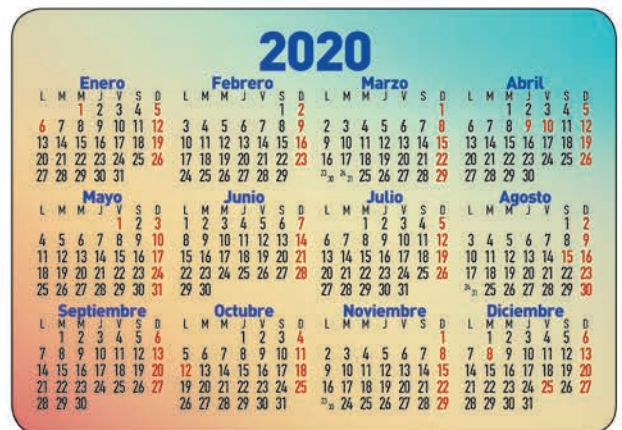 2020
Enero
L M M J V S D
1 2 3 4 5
6 7 8 9 10 11 12
13 14 15 16 17 18 19
20 21 22 23 24 25 26
27 28 29 30 31
Febrero
L M M J V S D
1 2
3 4 5 6 7 8 9
10 11 12 13 14 15 16
17 18 19 20 21 22 23
24 25 26 27 28 29
Marzo
L M M J V S D
1
2 3 4 5 6 7 8
9 10 11 12 13 14 15
16 17 18 19 20 21 22
23/30 24/31 25 26 27 28 29
Abril
L M M J V S D
1 2 3 4 5
6 7 8 9 10 11 12
13 14 15 16 17 18 19
20 21 22 23 24 25 26
27 28 29 30
Mayo
L M M J V S D
1 2 3
4 5 6 7 8 9 10
11 12 13 14 15 16 17
18 19 20 21 22 23 24
25 26 27 28 29 30 31
Junio
L M M J V S D
1 2 3 4 5 6 7
8 9 10 11 12 13 14
15 16 17 18 19 20 21
22 23 24 25 26 27 28
29 30
Julio
L M M J V S D
1 2 3 4 5
6 7 8 9 10 11 12
13 14 15 16 17 18 19
20 21 22 23 24 25 26
27 28 29 30 31
Agosto
L M M J V S D
1 2
3 4 5 6 7 8 9
10 11 12 13 14 15 16
17 18 19 20 21 22 23
24/31 25 26 27 28 29 30
Septiembre
L M M J V S D
1 2 3 4 5 6
7 8 9 10 11 12 13
14 15 16 17 18 19 20
21 22 23 24 25 26 27
28 29 30
Octubre
L M M J V S D
1 2 3 4
5 6 7 8 9 10 11
12 13 14 15 16 17 18
19 20 21 22 23 24 25
26 27 28 29 30 31
Noviembre
L M M J V S D
1
2 3 4 5 6 7 8
9 10 11 12 13 14 15
16 17 18 19 20 21 22
23/30 24 25 26 27 28 29
Diciembre
L M M J V S D
1 2 3 4 5 6
7 8 9 10 11 12 13
14 15 16 17 18 19 20
21 22 23 24 25 26 27
28 29 30 31